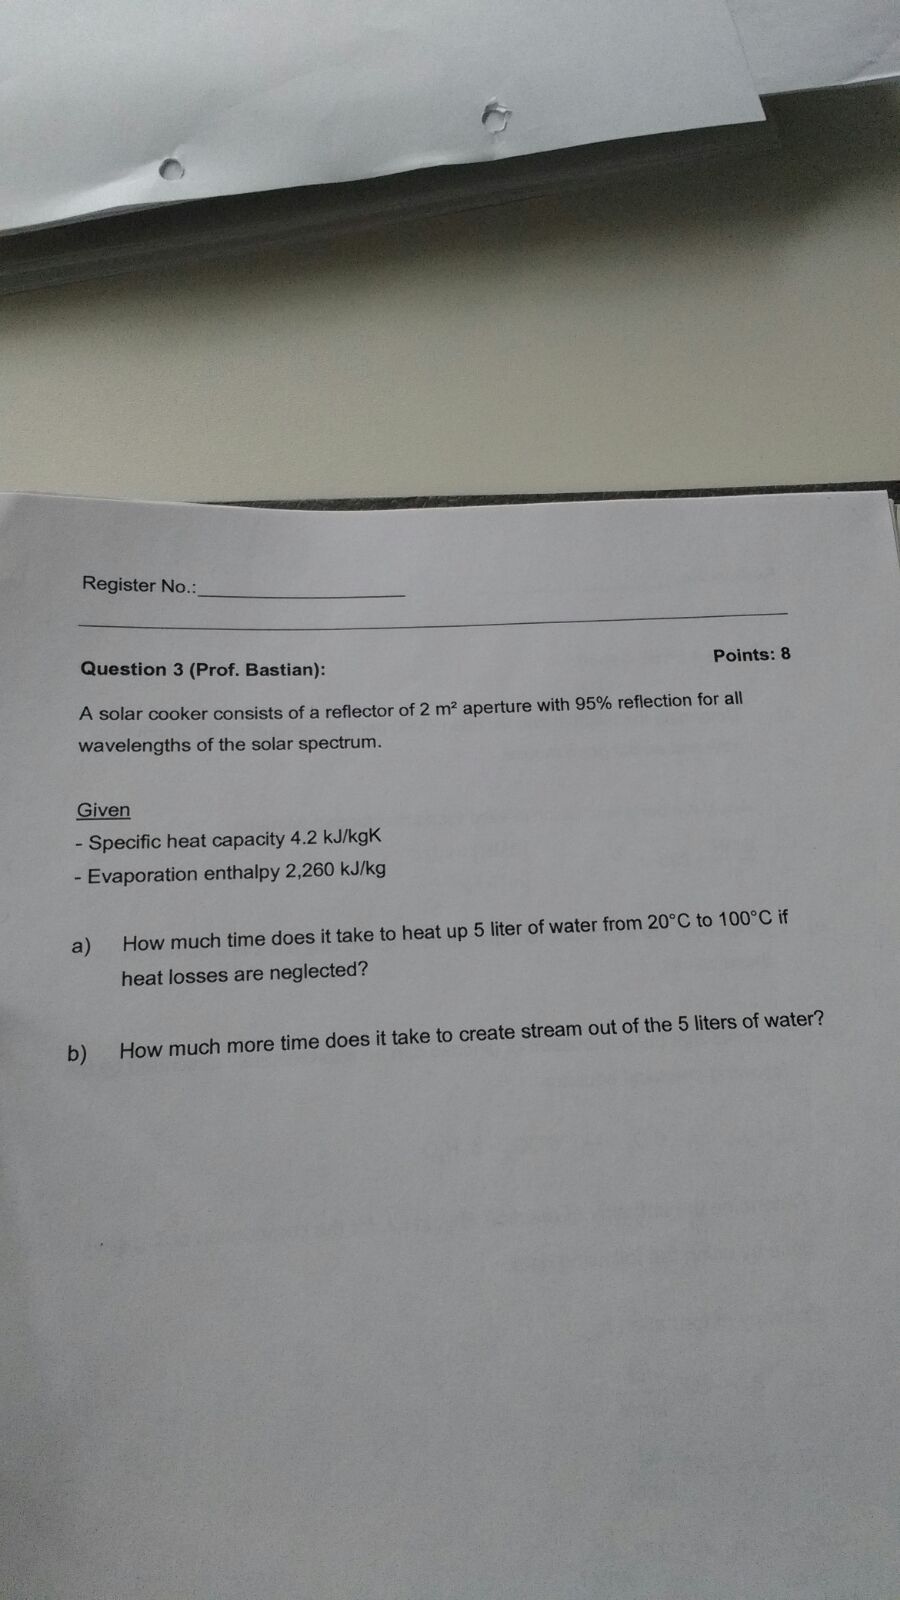 Register No.:
Question 3 (Prof. Bastian):
Points: 8
A solar cooker consists of a reflector of 2 m² aperture with 95% reflection for all
wavelengths of the solar spectrum.
Given
- Specific heat capacity 4.2 kJ/kgK
- Evaporation enthalpy 2,260 kJ/kg
a) How much time does it take to heat up 5 liter of water from 20°C to 100°C if
heat losses are neglected?
b) How much more time does it take to create stream out of the 5 liters of water?